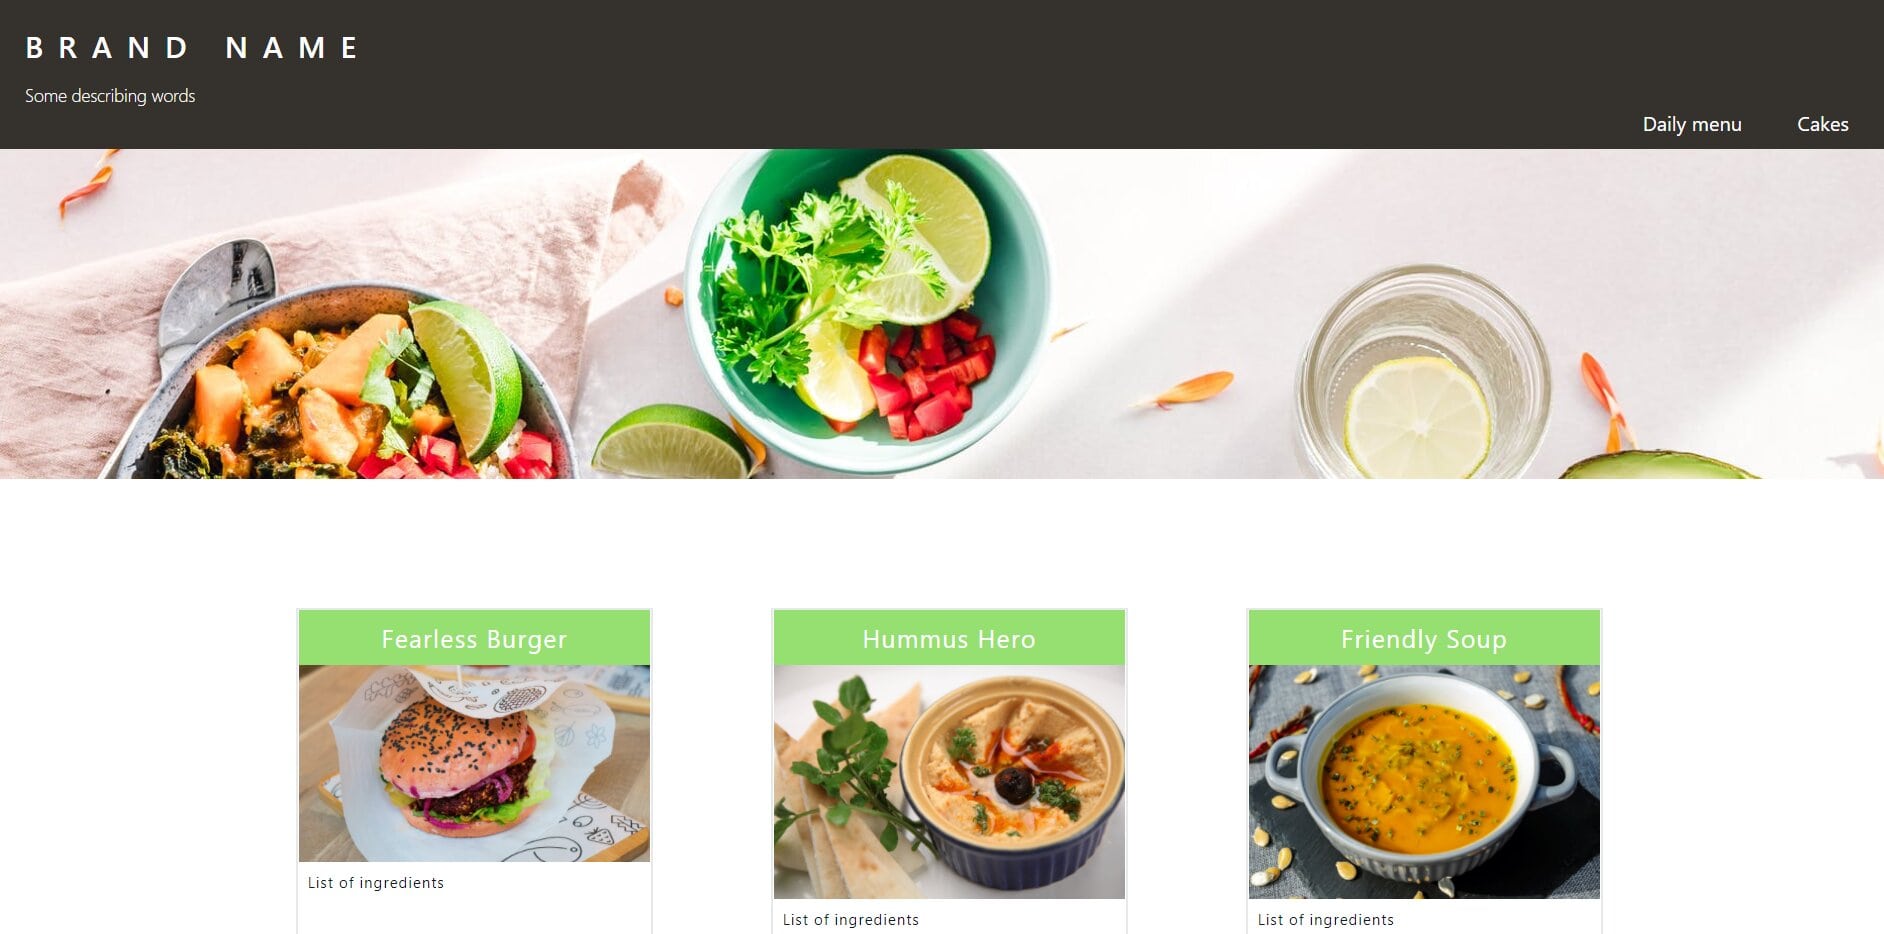 BRAND NAME
Some describing words
Daily menu Cakes
Fearless Burger
Hummus Hero
Friendly Soup
List of ingredients
List of ingredients
List of ingredients